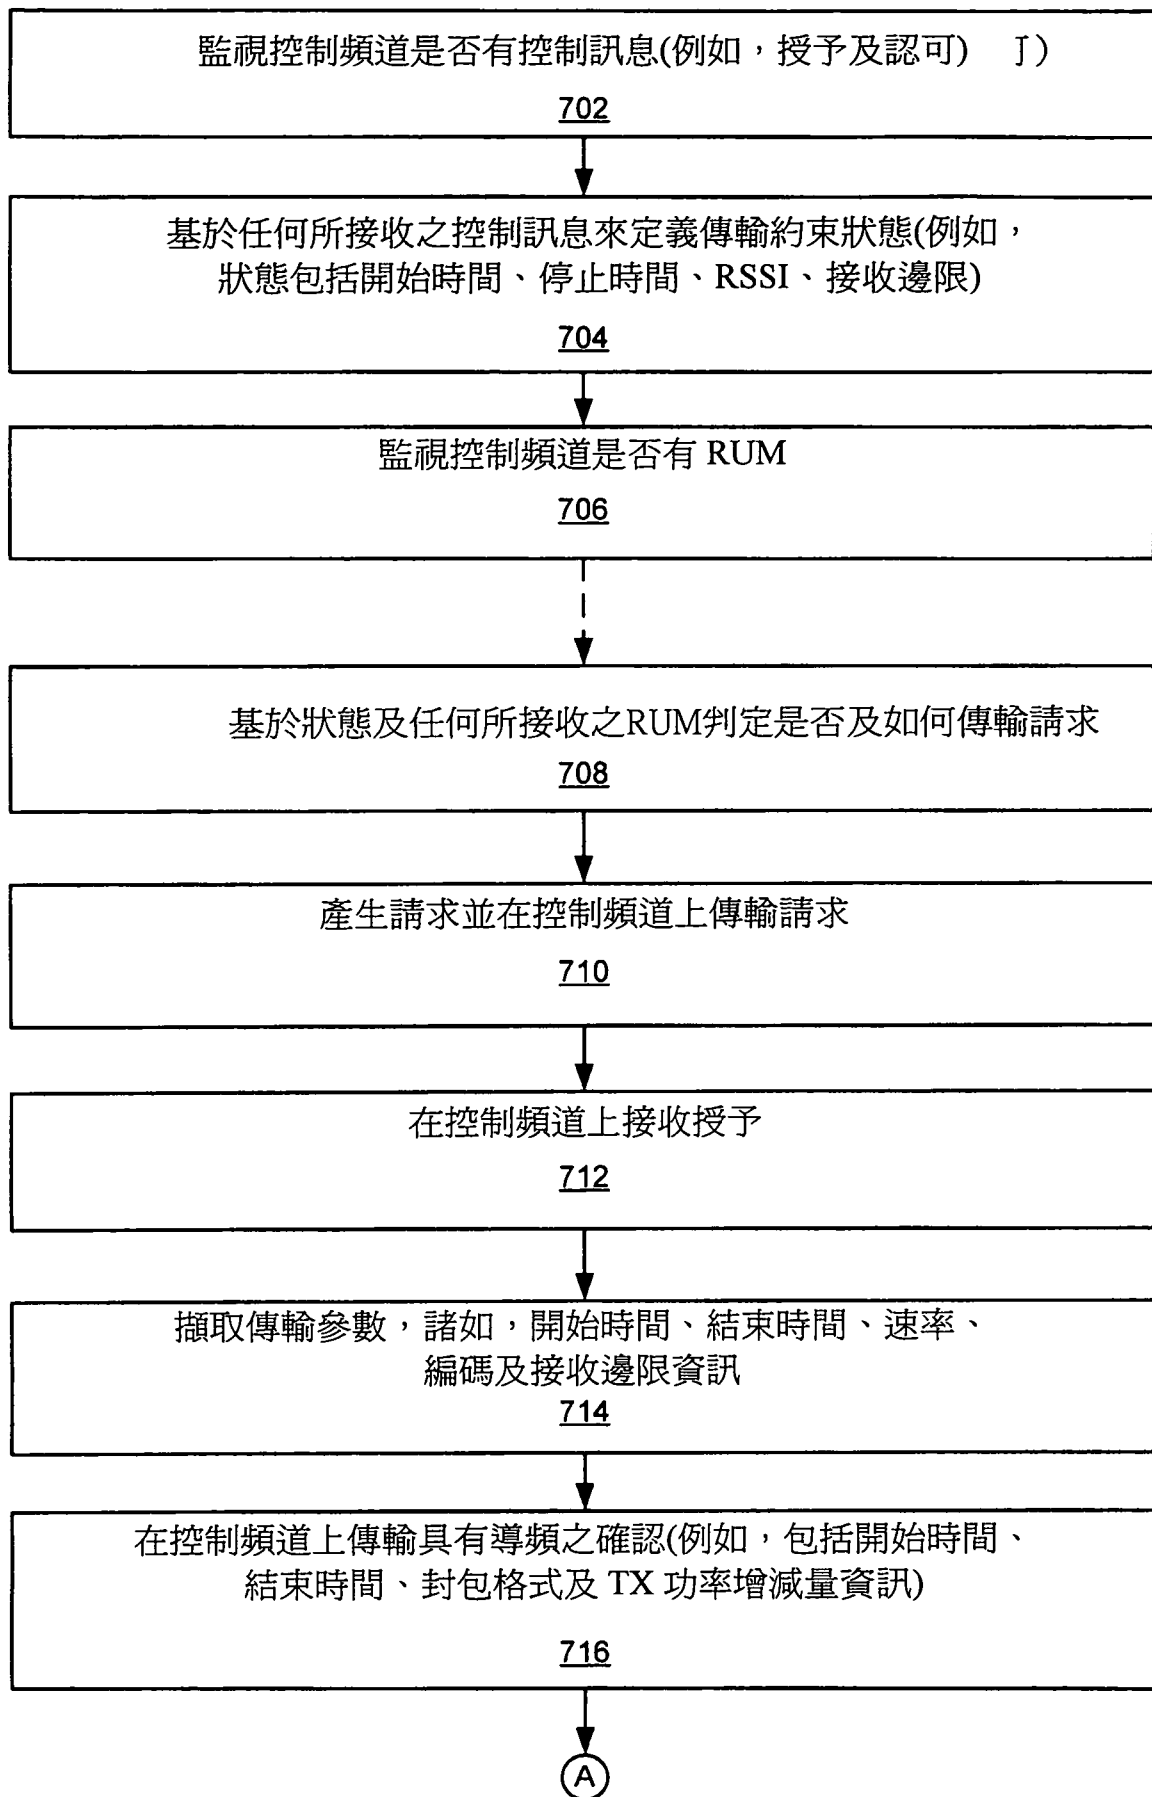 監視控制頻道是否有控制訊息(例如，授予及認可)
702
基於任何所接收之控制訊息來定義傳輸約束狀態(例如，
狀態包括開始時間、停止時間、RSSI、接收邊限)
704
監視控制頻道是否有 RUM
706
基於狀態及任何所接收之RUM判定是否及如何傳輸請求
708
產生請求並在控制頻道上傳輸請求
710
在控制頻道上接收授予
712
擷取傳輸參數，諸如，開始時間、結束時間、速率、
編碼及接收邊限資訊
714
在控制頻道上傳輸具有導頻之確認(例如，包括開始時間、
結束時間、封包格式及 TX 功率增減量資訊)
716
A